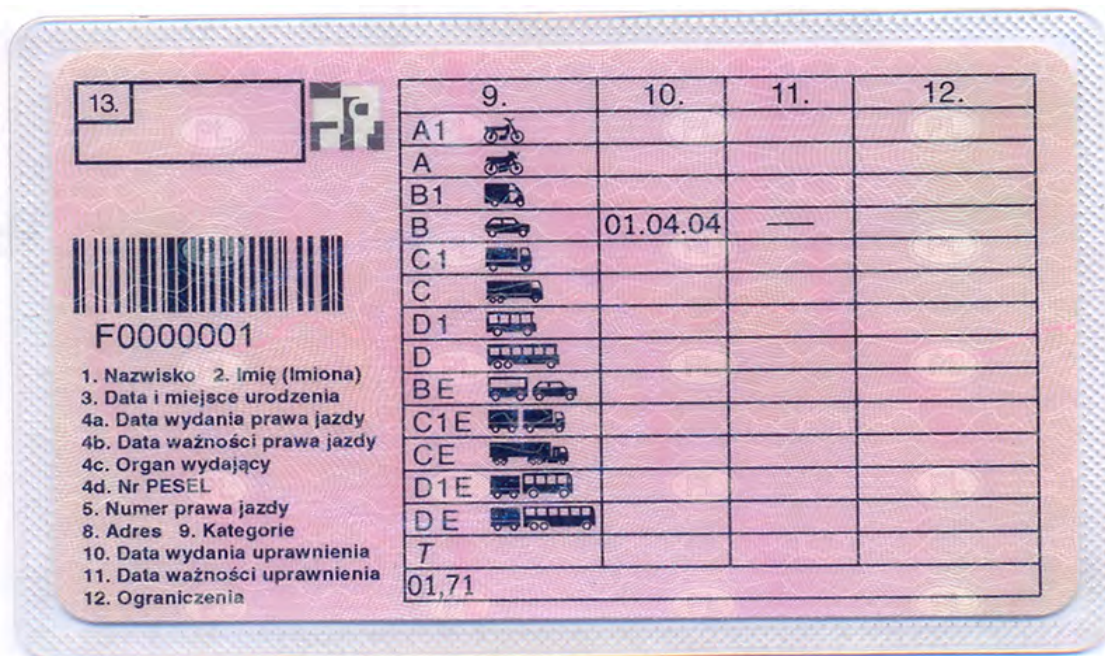 13.
F0000001
1. Nazwisko 2. Imię (Imiona)
3. Data i miejsce urodzenia
4a. Data wydania prawa jazdy
4b. Data ważności prawa jazdy
4c. Organ wydający
4d. Nr PESEL
5. Numer prawa jazdy
8. Adres 9. Kategorie
10. Data wydania uprawnienia
11. Data ważności uprawnienia
12. Ograniczenia
9. 10. 11. 12.
A1
A
B1
B 01.04.04 —
C1
C
D1
D
BE
C1E
CE
D1E
DE
T
01,71